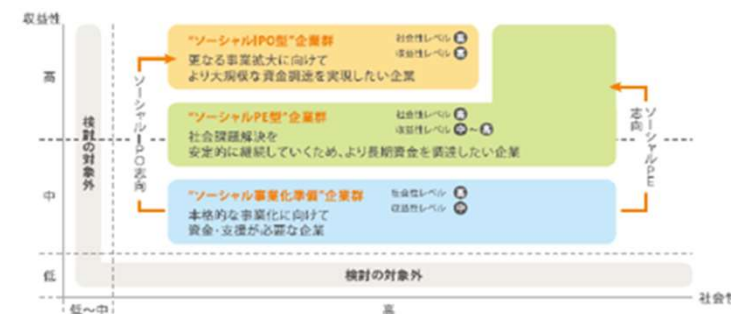 収益性
"ソーシャルIPO型"企業群
社会性レベル 高
収益性レベル 高
更なる事業拡大に向けて
より大規模な資金調達を実現したい企業
高
ソーシャルIPO志向
検討の対象外
"ソーシャルPE型"企業群
社会性レベル 高
収益性レベル 中～高
社会課題解決を
安定的に継続していくため、より長期資金を調達したい企業
ソーシャルPE
志向
中
"ソーシャル事業化準備"企業群
社会性レベル 高
収益性レベル 中
本格的な事業化に向けて
資金・支援が必要な企業
低
検討の対象外
社会性
低～中
高